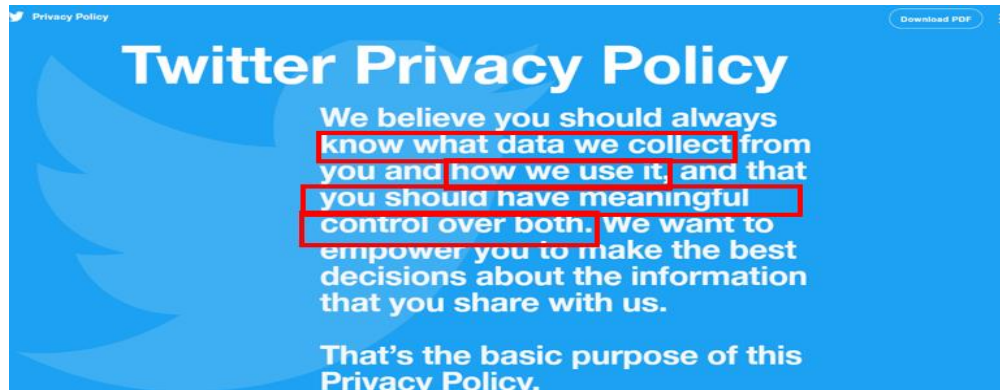 Privacy Policy
Download PDF
Twitter Privacy Policy
We believe you should always
know what data we collect from
you and how we use it, and that
you should have meaningful
control over both. We want to
empower you to make the best
decisions about the information
that you share with us.
That's the basic purpose of this
Privacy Policy.